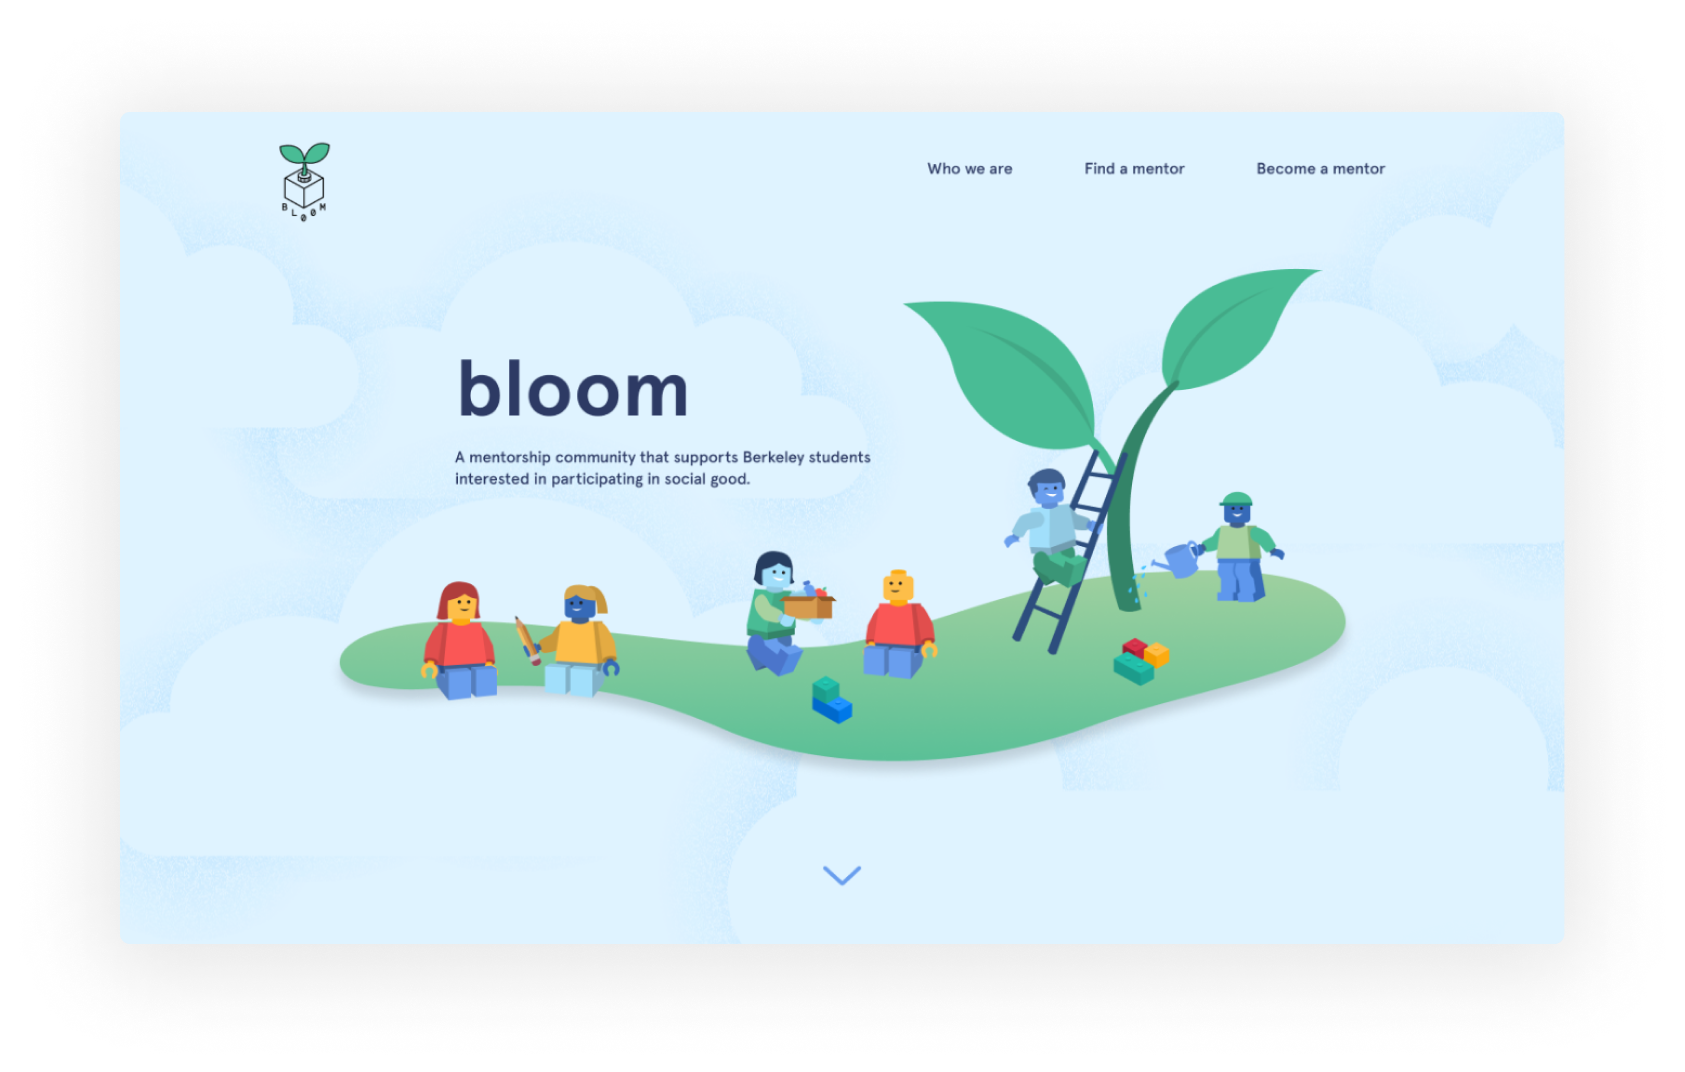 BL00M
Who we are
Find a mentor
Become a mentor
bloom
A mentorship community that supports Berkeley students
interested in participating in social good.